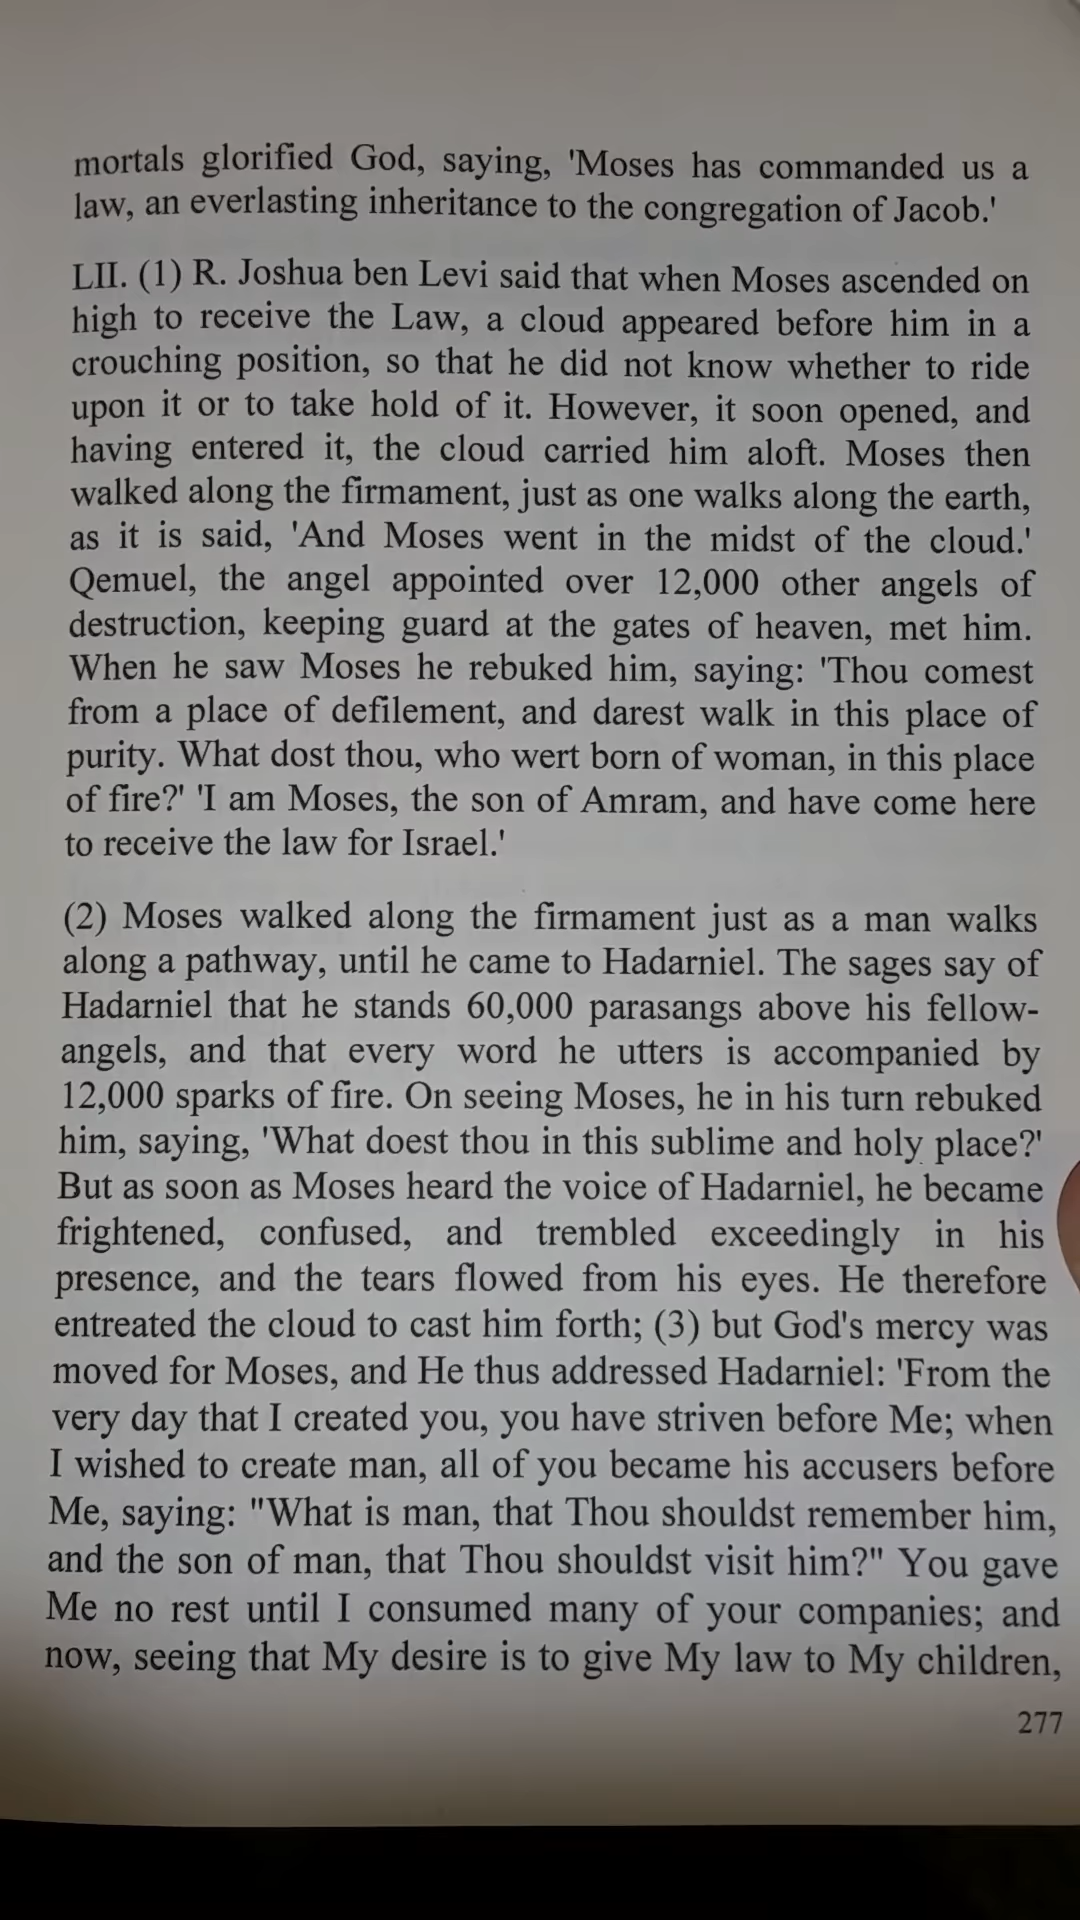 mortals glorified God, saying, 'Moses has commanded us a
law, an everlasting inheritance to the congregation of Jacob.'
LII. (1) R. Joshua ben Levi said that when Moses ascended on
high to receive the Law, a cloud appeared before him in a
crouching position, so that he did not know whether to ride
upon it or to take hold of it. However, it soon opened, and
having entered it, the cloud carried him aloft. Moses then
walked along the firmament, just as one walks along the earth,
as it is said, 'And Moses went in the midst of the cloud.'
Qemuel, the angel appointed over 12,000 other angels of
destruction, keeping guard at the gates of heaven, met him.
When he saw Moses he rebuked him, saying: 'Thou comest
from a place of defilement, and darest walk in this place of
purity. What dost thou, who wert born of woman, in this place
of fire?' 'I am Moses, the son of Amram, and have come here
to receive the law for Israel.'
(2) Moses walked along the firmament just as a man walks
along a pathway, until he came to Hadarniel. The sages say of
Hadarniel that he stands 60,000 parasangs above his fellow-
angels, and that every word he utters is accompanied by
12,000 sparks of fire. On seeing Moses, he in his turn rebuked
him, saying, 'What doest thou in this sublime and holy place?'
But as soon as Moses heard the voice of Hadarniel, he became
frightened, confused, and trembled exceedingly in his
presence, and the tears flowed from his eyes. He therefore
entreated the cloud to cast him forth; (3) but God's mercy was
moved for Moses, and He thus addressed Hadarniel: 'From the
very day that I created you, you have striven before Me; when
I wished to create man, all of you became his accusers before
Me, saying: "What is man, that Thou shouldst remember him,
and the son of man, that Thou shouldst visit him?" You gave
Me no rest until I consumed many of your companies; and
now, seeing that My desire is to give My law to My children,
277